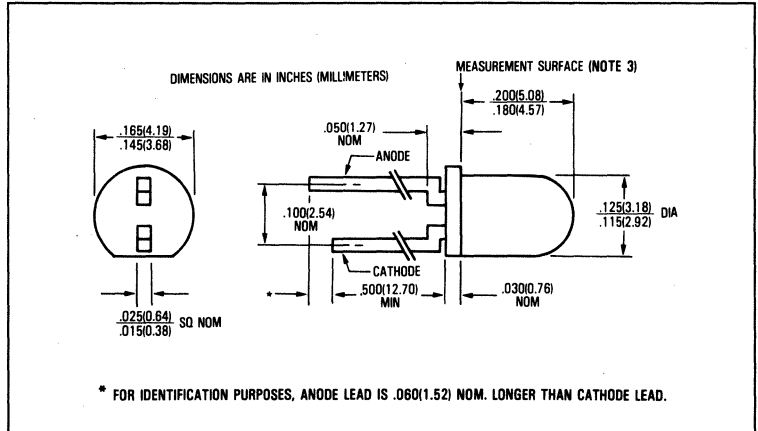 DIMENSIONS ARE IN INCHES (MILLIMETERS)
MEASUREMENT SURFACE (NOTE 3)
.200(5.08)
.180(4.57)
.165(4.19)
.145(3.68)
.050(1.27)
NOM
ANODE
.100(2.54)
NOM
.125(3.18) DIA
.115(2.92)
CATHODE
*
.500(12.70)
MIN
.030(0.76)
NOM
.025(0.64) SQ NOM
.015(0.38)
* FOR IDENTIFICATION PURPOSES, ANODE LEAD IS .060(1.52) NOM. LONGER THAN CATHODE LEAD.